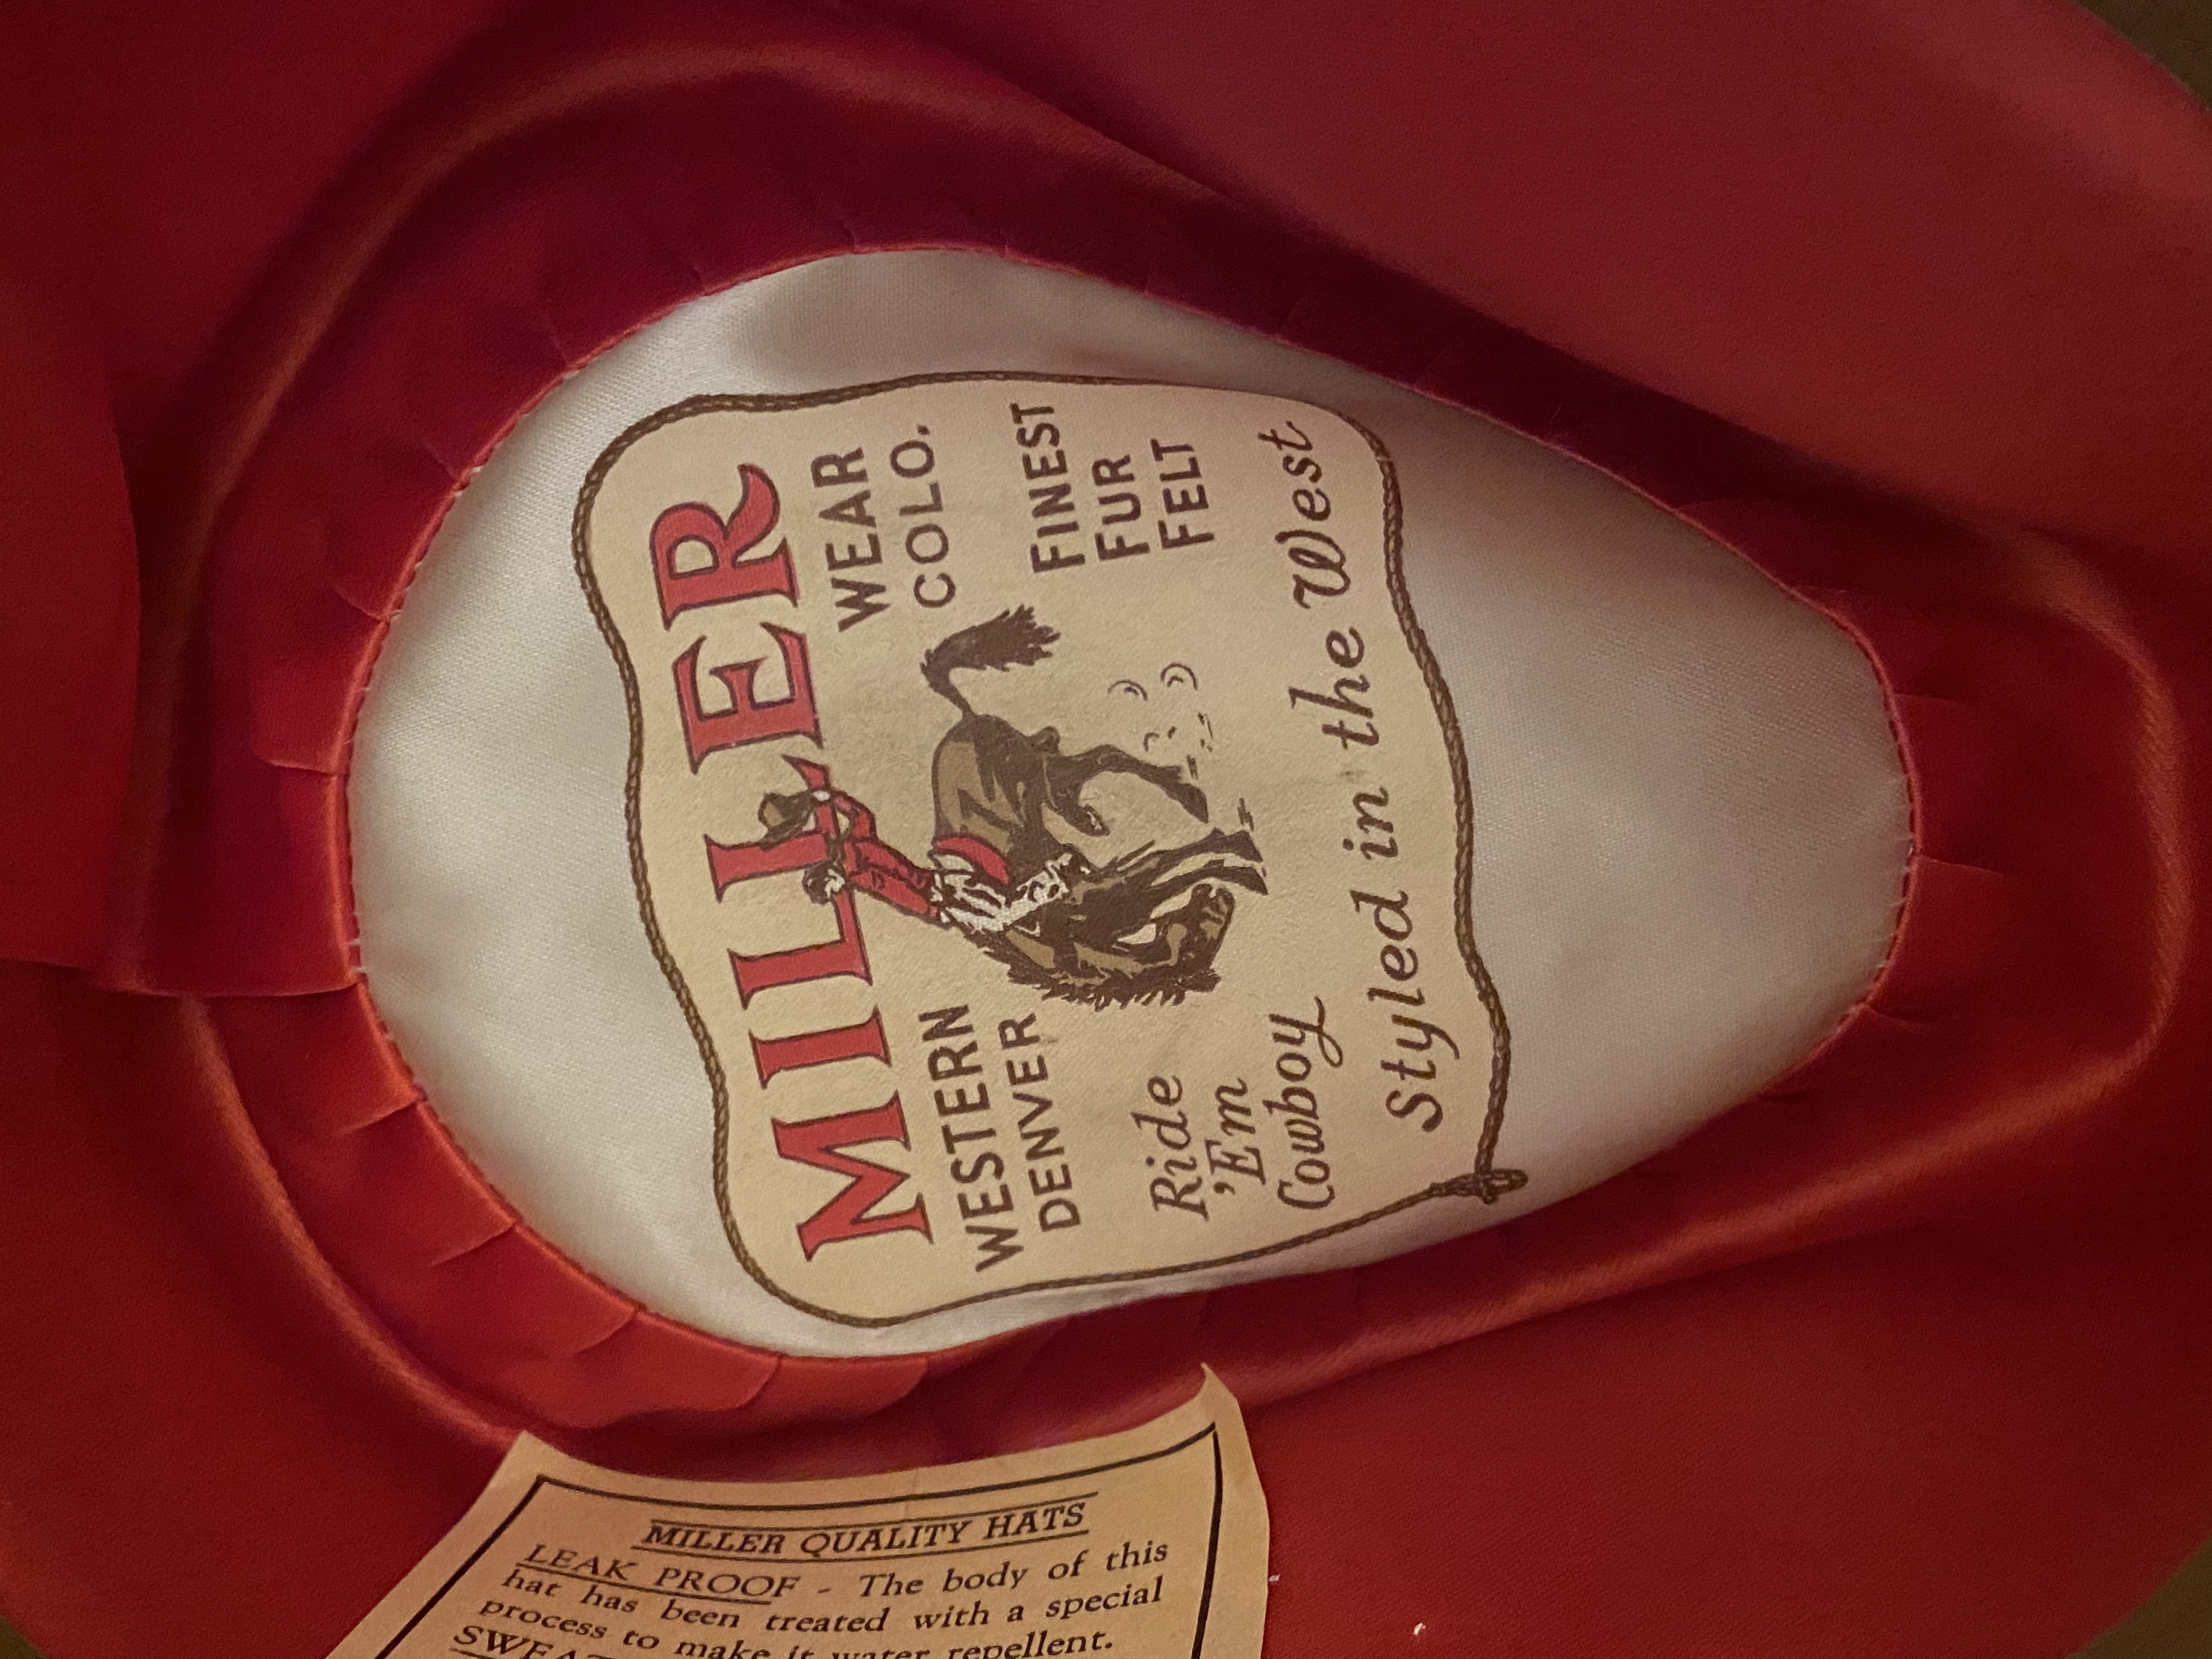 MILLER
WESTERN WEAR
DENVER COLO.
Ride
'Em
Cowboy
FINEST
FUR
FELT
Styled in the West
MILLER QUALITY HATS
LEAK PROOF - The body of this
hat has been treated with a special
process to make it water repellent.